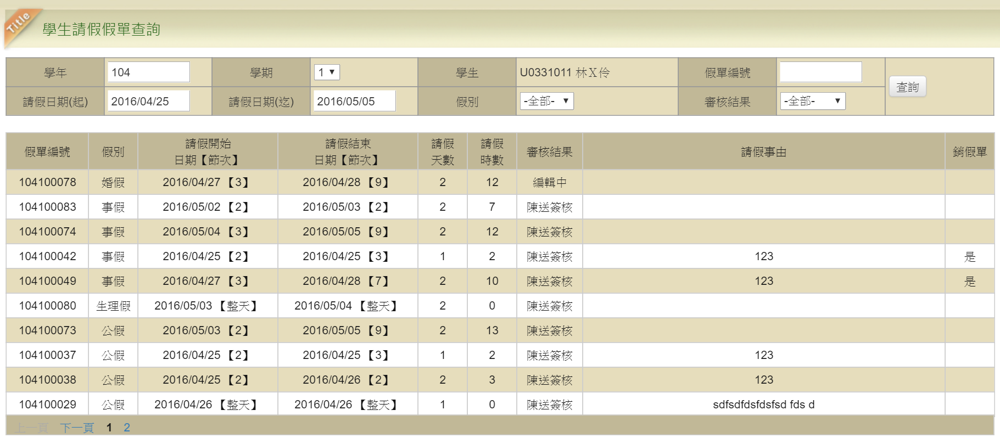 Title
學生請假假單查詢
學年 104 學期 1 學生 U0331011 林X伶 假單編號 查詢
請假日期(起) 2016/04/25 請假日期(迄) 2016/05/05 假別 -全部- 審核結果 -全部-
假單編號 假別 請假開始日期【節次】 請假結束日期【節次】 請假天數 請假時數 審核結果 請假事由 銷假單
104100078 婚假 2016/04/27【3】 2016/04/28【9】 2 12 編輯中
104100083 事假 2016/05/02【2】 2016/05/03【2】 2 7 陳送簽核
104100074 事假 2016/05/04【3】 2016/05/05【9】 2 12 陳送簽核
104100042 事假 2016/04/25【2】 2016/04/25【3】 1 2 陳送簽核 123 是
104100049 事假 2016/04/27【3】 2016/04/28【7】 2 10 陳送簽核 123 是
104100080 生理假 2016/05/03【整天】 2016/05/04【整天】 2 0 陳送簽核
104100073 公假 2016/05/03【2】 2016/05/05【9】 2 13 陳送簽核
104100037 公假 2016/04/25【2】 2016/04/25【3】 1 2 陳送簽核 123
104100038 公假 2016/04/25【2】 2016/04/26【2】 2 3 陳送簽核 123
104100029 公假 2016/04/26【整天】 2016/04/26【整天】 1 0 陳送簽核 sdfsdfdsfdsfsd fds d
上一頁 下一頁 1 2